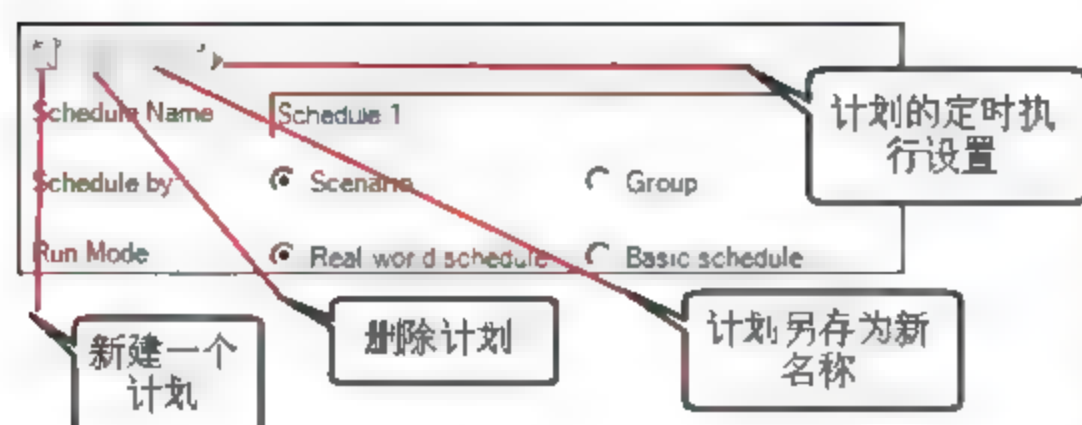 Schedule Name
Schedule 1
Schedule by
Scenario
Group
Run Mode
Real word schedule
Basic schedule
计划的定时执
行设置
新建一个
计划
删除计划
计划另存为新
名称